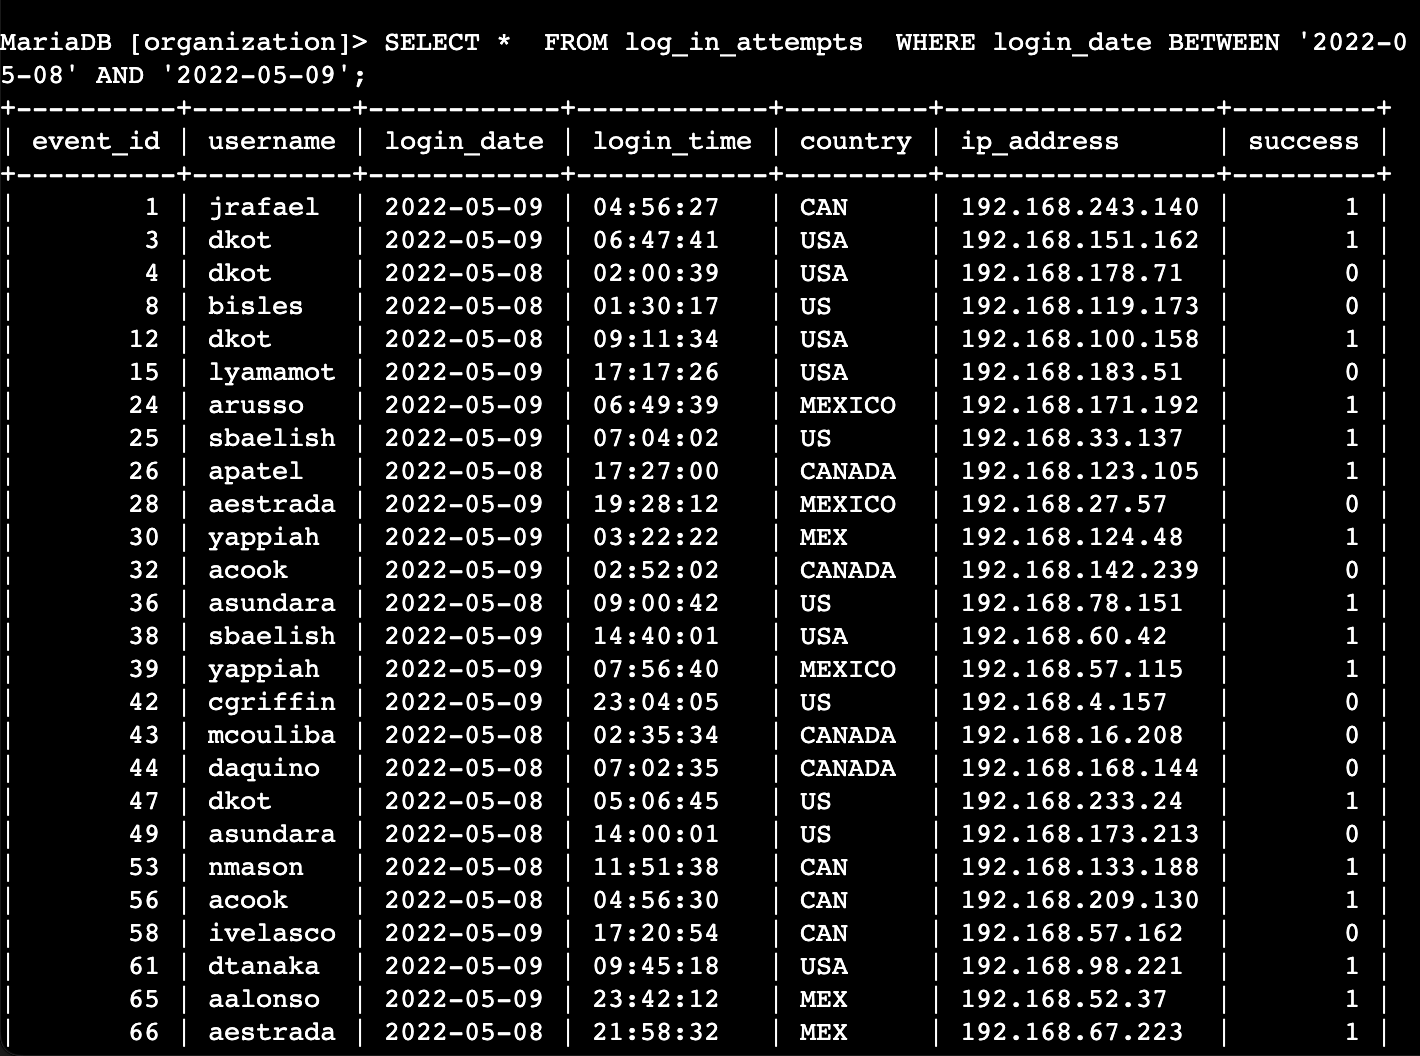 MariaDB [organization]> SELECT *  FROM log_in_attempts  WHERE login_date BETWEEN '2022-0
5-08' AND '2022-05-09';
+----------+----------+------------+------------+---------+-----------------+---------+
| event_id | username | login_date | login_time | country | ip_address      | success |
+----------+----------+------------+------------+---------+-----------------+---------+
|        1 | jrafael  | 2022-05-09 | 04:56:27   | CAN     | 192.168.243.140 |       1 |
|        3 | dkot     | 2022-05-09 | 06:47:41   | USA     | 192.168.151.162 |       1 |
|        4 | dkot     | 2022-05-08 | 02:00:39   | USA     | 192.168.178.71  |       0 |
|        8 | bisles   | 2022-05-08 | 01:30:17   | US      | 192.168.119.173 |       0 |
|       12 | dkot     | 2022-05-08 | 09:11:34   | USA     | 192.168.100.158 |       1 |
|       15 | lyamamot | 2022-05-09 | 17:17:26   | USA     | 192.168.183.51  |       0 |
|       24 | arusso   | 2022-05-09 | 06:49:39   | MEXICO  | 192.168.171.192 |       1 |
|       25 | sbaelish | 2022-05-09 | 07:04:02   | US      | 192.168.33.137  |       1 |
|       26 | apatel   | 2022-05-08 | 17:27:00   | CANADA  | 192.168.123.105 |       1 |
|       28 | aestrada | 2022-05-09 | 19:28:12   | MEXICO  | 192.168.27.57   |       0 |
|       30 | yappiah  | 2022-05-09 | 03:22:22   | MEX     | 192.168.124.48  |       1 |
|       32 | acook    | 2022-05-09 | 02:52:02   | CANADA  | 192.168.142.239 |       0 |
|       36 | asundara | 2022-05-08 | 09:00:42   | US      | 192.168.78.151  |       1 |
|       38 | sbaelish | 2022-05-09 | 14:40:01   | USA     | 192.168.60.42   |       1 |
|       39 | yappiah  | 2022-05-09 | 07:56:40   | MEXICO  | 192.168.57.115  |       1 |
|       42 | cgriffin | 2022-05-09 | 23:04:05   | US      | 192.168.4.157   |       0 |
|       43 | mcouliba | 2022-05-08 | 02:35:34   | CANADA  | 192.168.16.208  |       0 |
|       44 | daquino  | 2022-05-08 | 07:02:35   | CANADA  | 192.168.168.144 |       0 |
|       47 | dkot     | 2022-05-08 | 05:06:45   | US      | 192.168.233.24  |       1 |
|       49 | asundara | 2022-05-08 | 14:00:01   | US      | 192.168.173.213 |       0 |
|       53 | nmason   | 2022-05-08 | 11:51:38   | CAN     | 192.168.133.188 |       1 |
|       56 | acook    | 2022-05-08 | 04:56:30   | CAN     | 192.168.209.130 |       1 |
|       58 | ivelasco | 2022-05-09 | 17:20:54   | CAN     | 192.168.57.162  |       0 |
|       61 | dtanaka  | 2022-05-09 | 09:45:18   | USA     | 192.168.98.221  |       1 |
|       65 | aalonso  | 2022-05-09 | 23:42:12   | MEX     | 192.168.52.37   |       1 |
|       66 | aestrada | 2022-05-08 | 21:58:32   | MEX     | 192.168.67.223  |       1 |